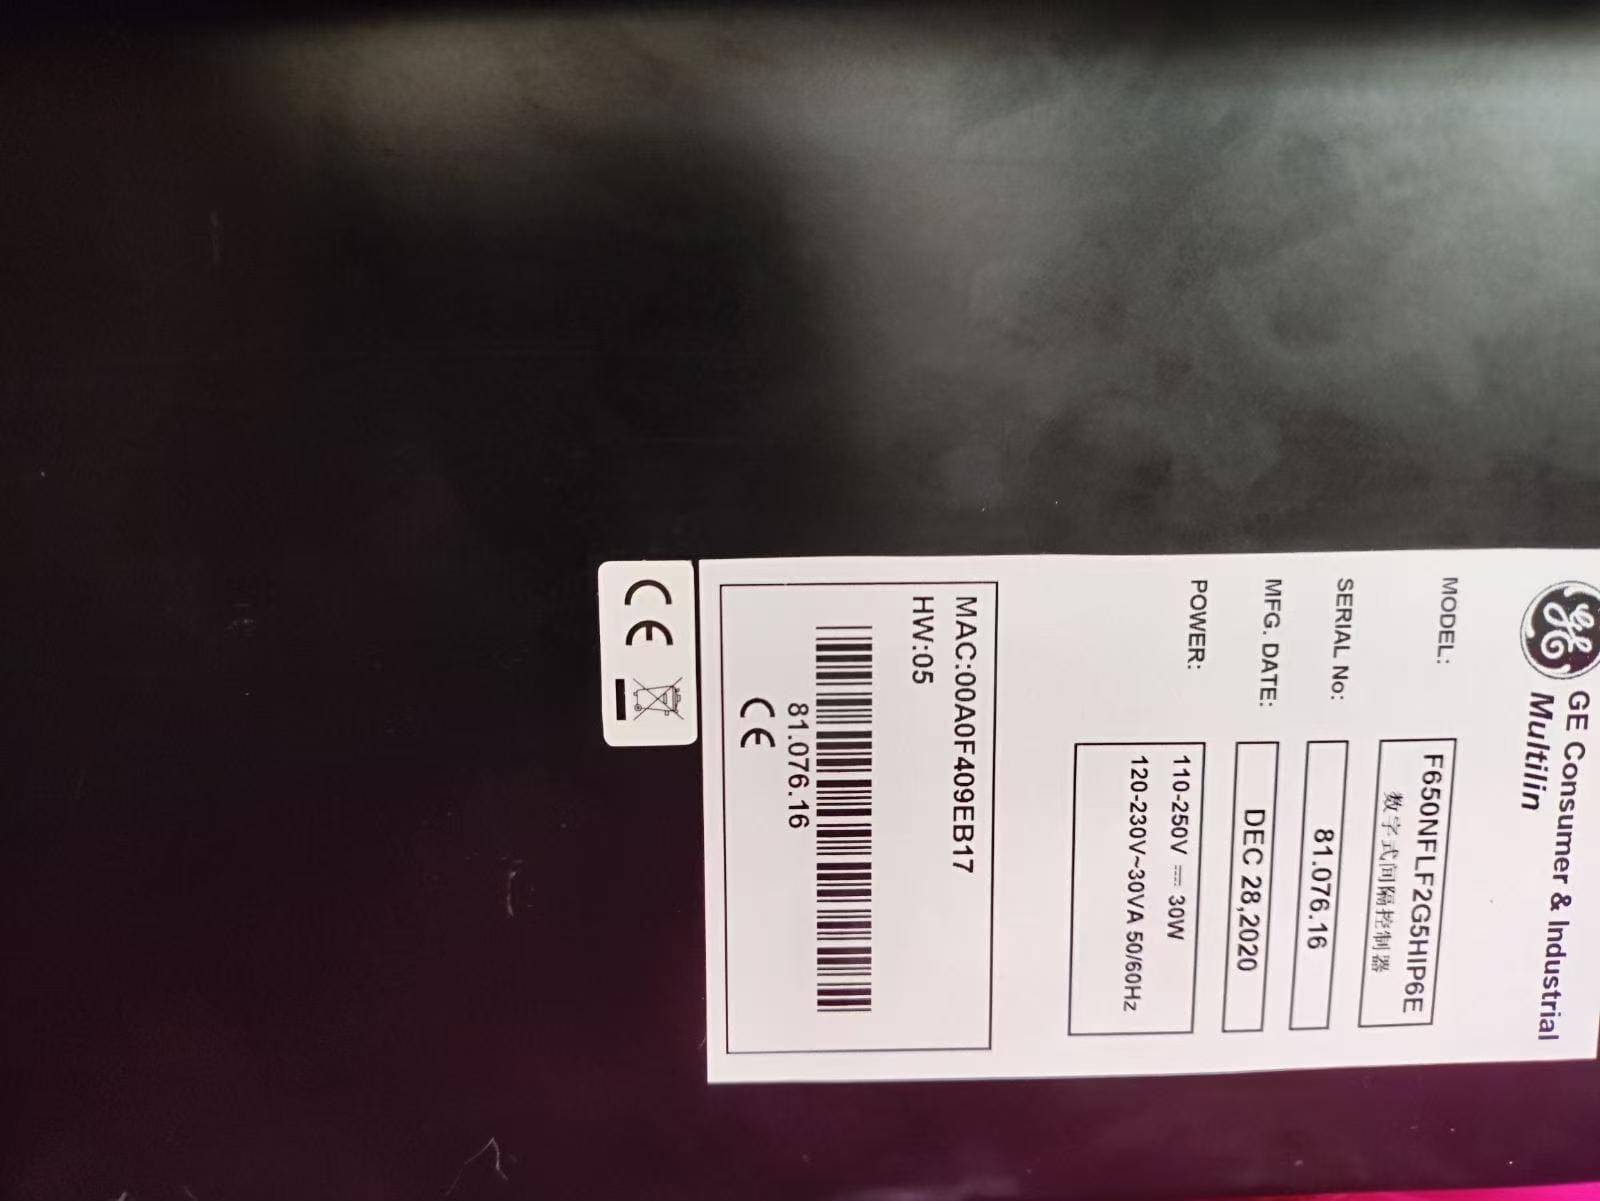 GE Consumer & Industrial
Multilin
MODEL: F650NFLF2G5HIP6E
数字式间隔控制器
SERIAL No: 81.076.16
MFG. DATE: DEC 28,2020
POWER: 110-250V ⎓ 30W
120-230V~30VA 50/60Hz
MAC:00A0F409EB17
HW:05
81.076.16
CE
CE